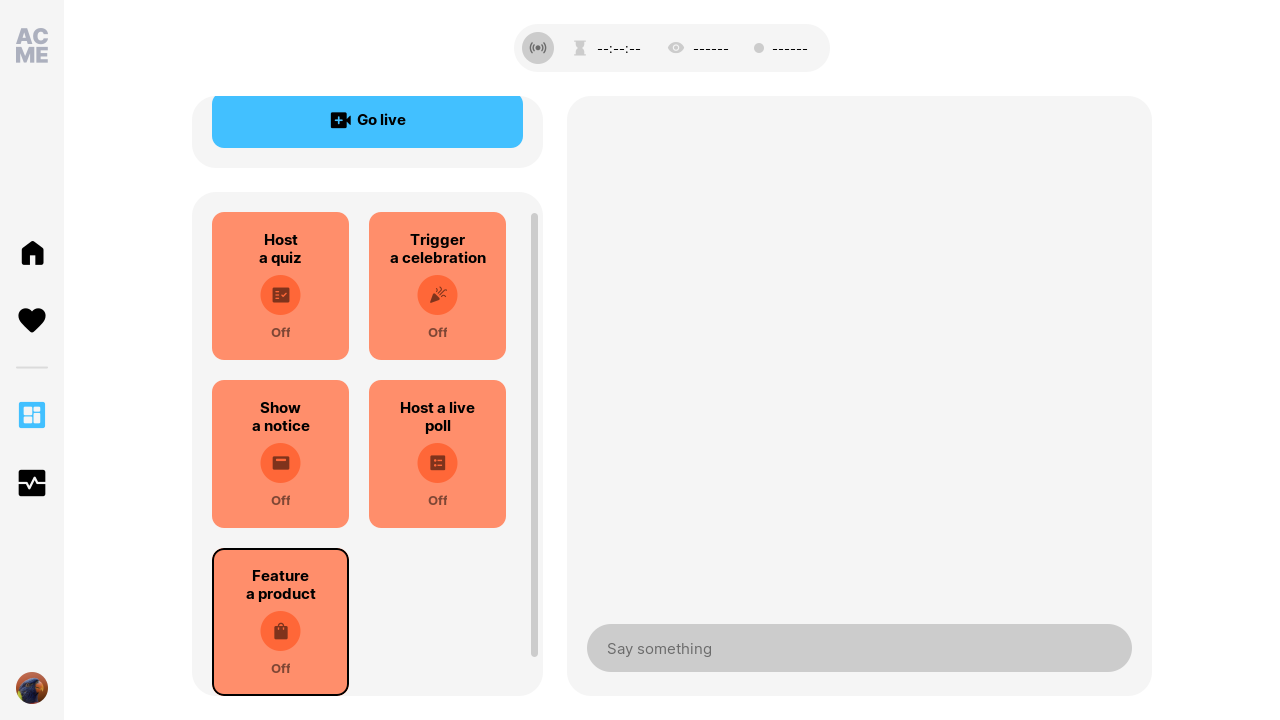 AC
ME
--:--:--
------
------
Go live
Host
a quiz
Off
Trigger
a celebration
Off
Show
a notice
Off
Host a live
poll
Off
Feature
a product
Off
Say something